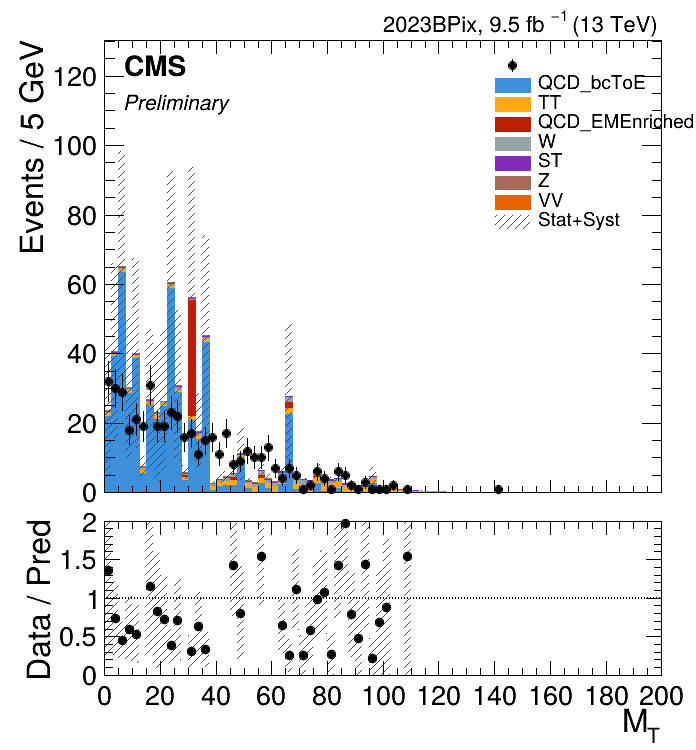 2023BPix, 9.5 fb⁻¹ (13 TeV)
CMS
Preliminary
QCD_bcToE
TT
QCD_EMEnriched
W
ST
Z
VV
Stat+Syst
Events / 5 GeV
120
100
80
60
40
20
0
Data / Pred
2
1.5
1
0.5
0
0 20 40 60 80 100 120 140 160 180 200
M_T